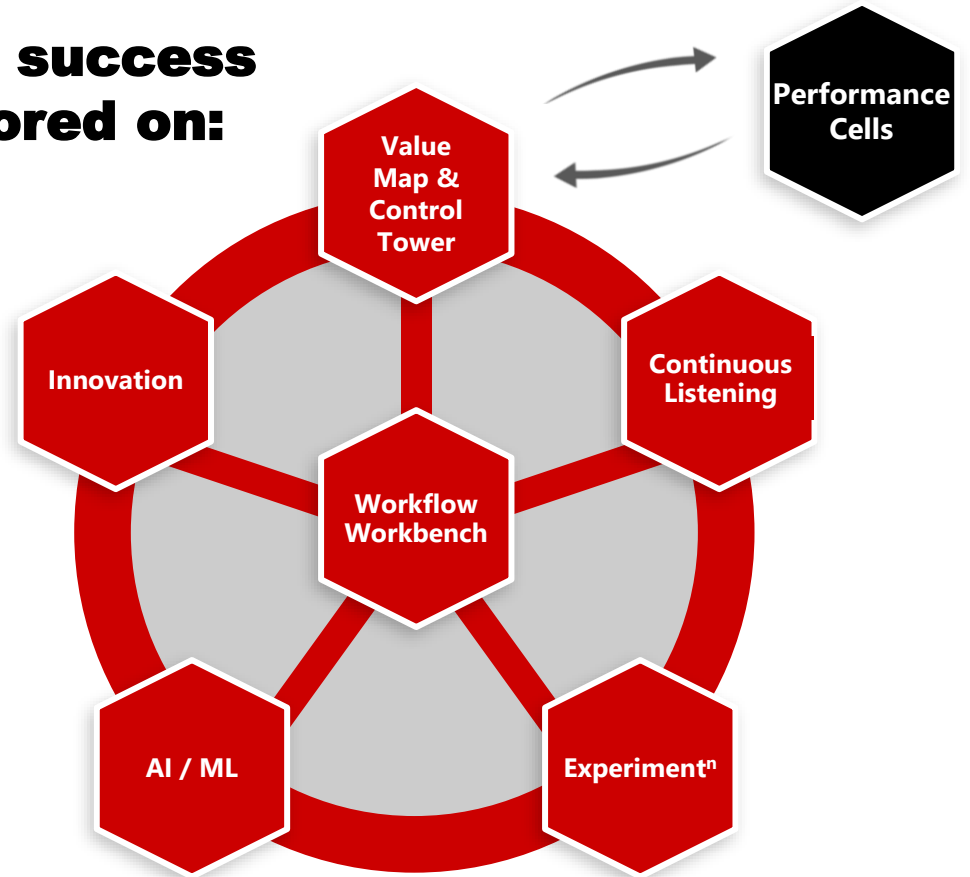 success
ored on:
Performance
Cells
Value
Map &
Control
Tower
Innovation
Continuous
Listening
Workflow
Workbench
AI / ML
Experimentⁿ